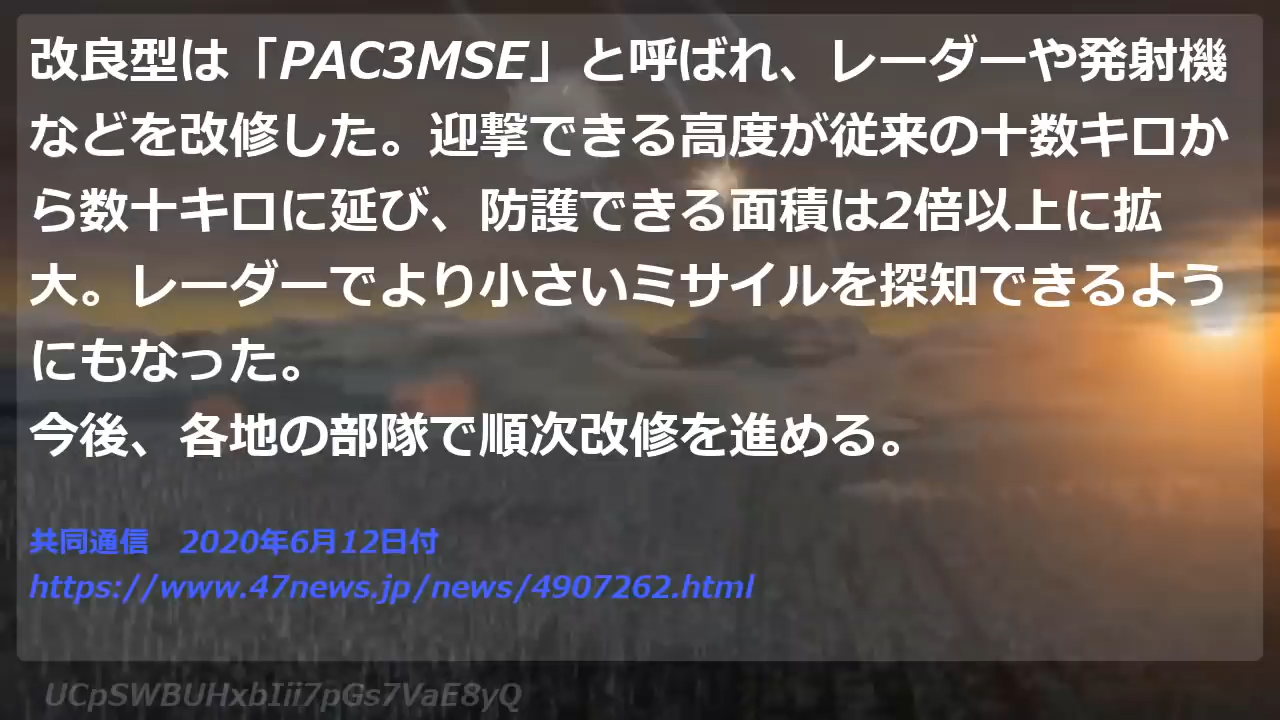 改良型は「PAC3MSE」と呼ばれ、レーダーや発射機
などを改修した。迎撃できる高度が従来の十数キロか
ら数十キロに延び、防護できる面積は2倍以上に拡
大。レーダーでより小さいミサイルを探知できるよう
にもなった。
今後、各地の部隊で順次改修を進める。
共同通信　2020年6月12日付
https://www.47news.jp/news/4907262.html
UCpSWBUHxbIii7pGs7VaE8yQ